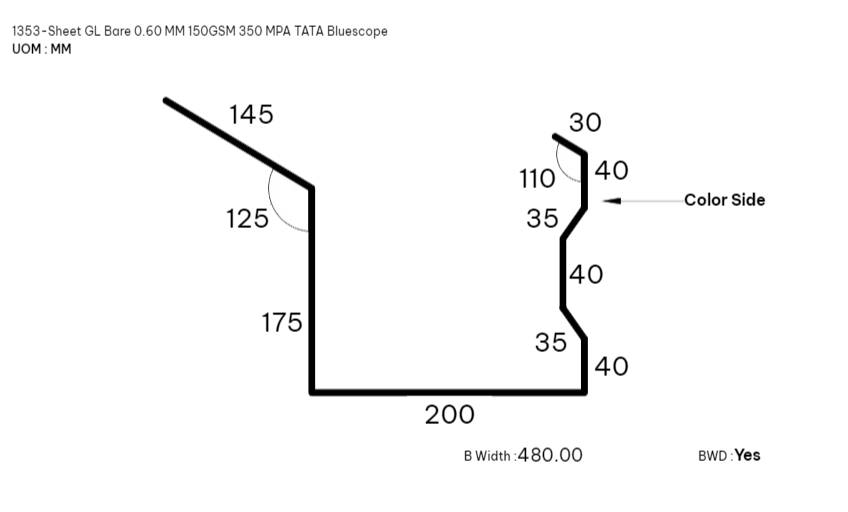 1353-Sheet GL Bare 0.60 MM 150GSM 350 MPA TATA Bluescope
UOM : MM
145
30
110
40
Color Side
125
35
40
175
35
40
200
B Width :480.00
BWD :Yes